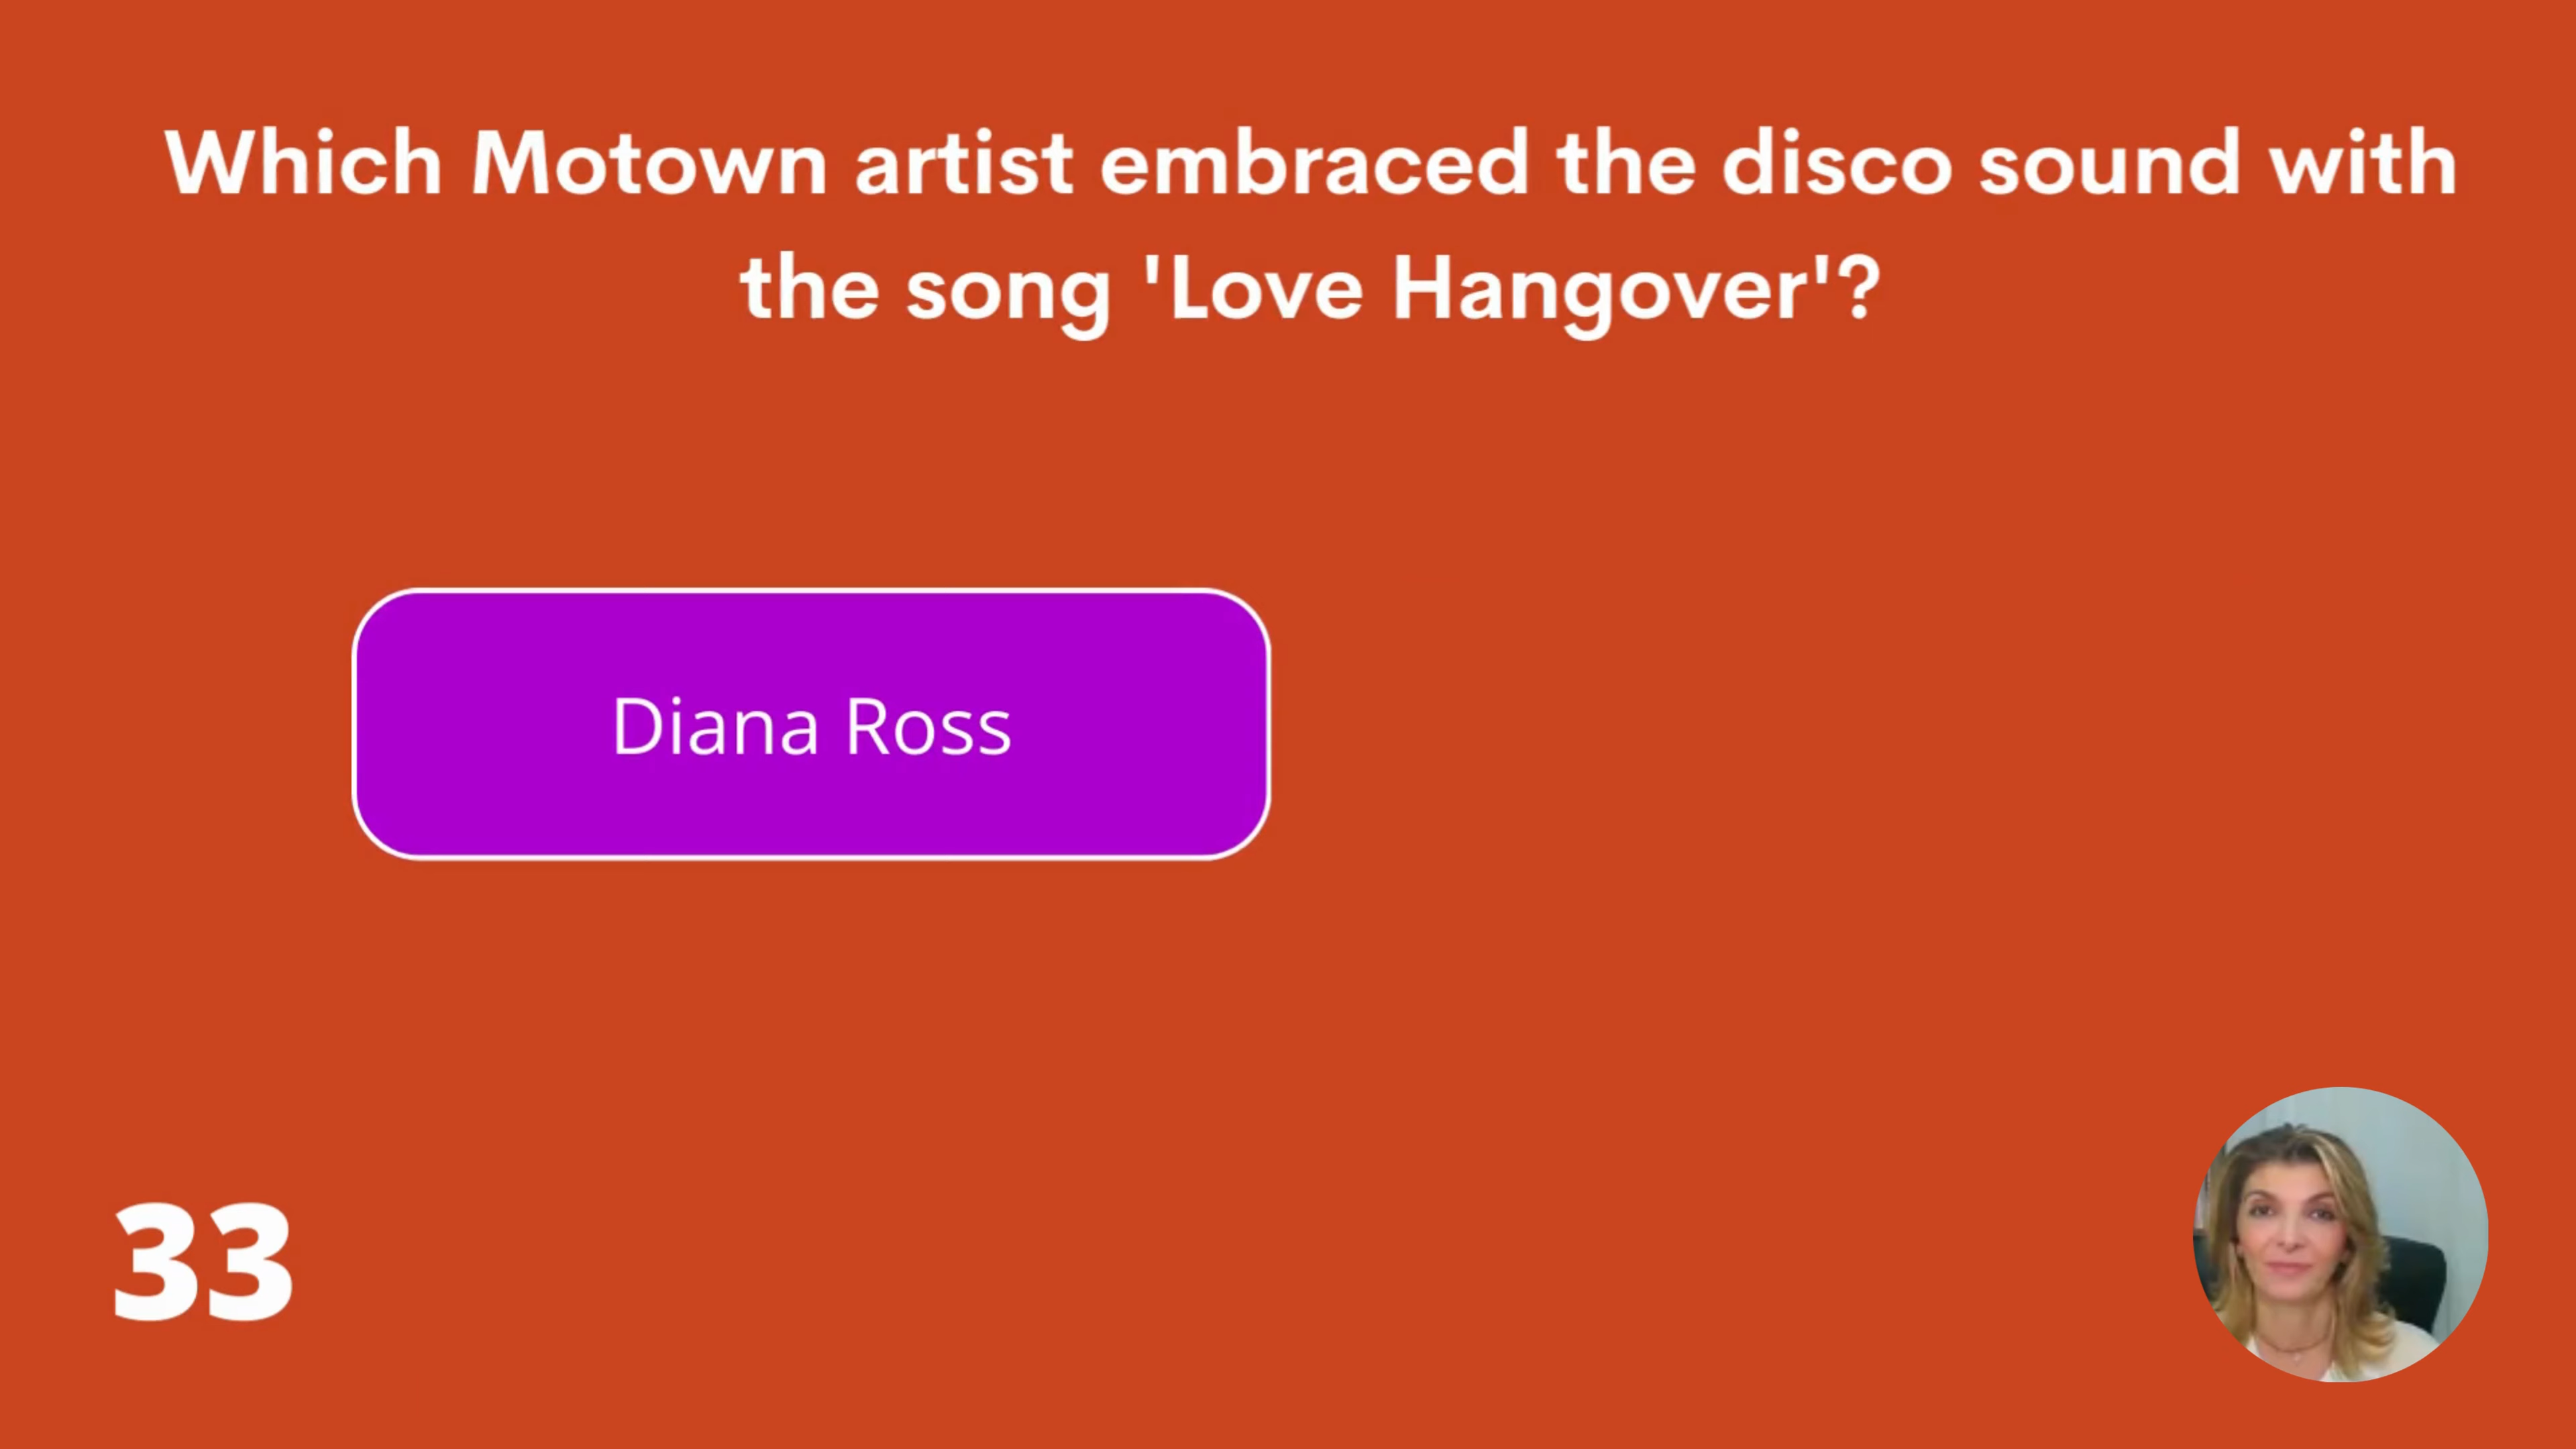 Which Motown artist embraced the disco sound with
the song 'Love Hangover'?
Diana Ross
33